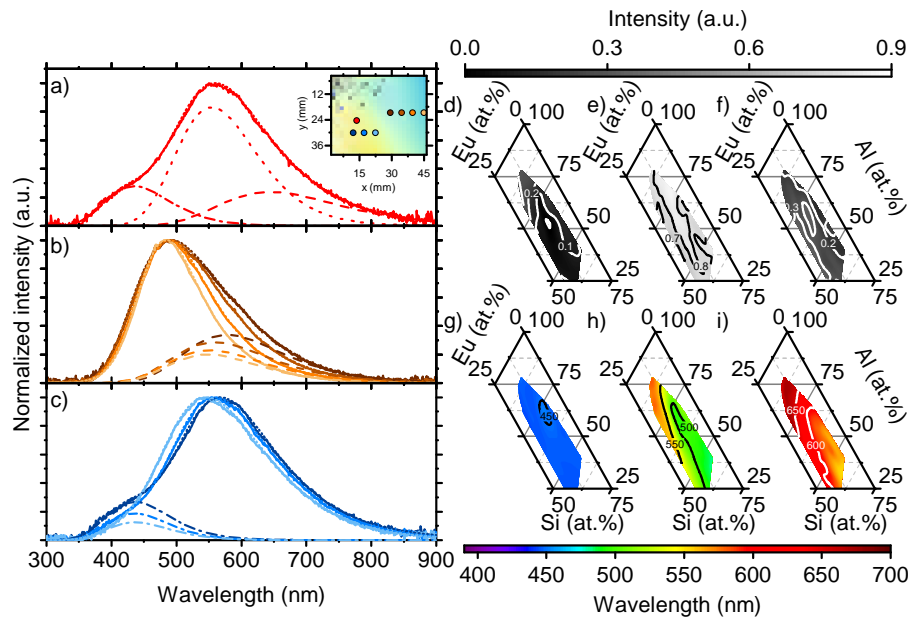 Intensity (a.u.)
0.0 0.3 0.6 0.9
a)
y (mm)
12
24
36
15 30 45
x (mm)
b)
c)
Normalized intensity (a.u.)
300 400 500 600 700 800 900
Wavelength (nm)
d) e) f)
Eu (at.%) Eu (at.%) Eu (at.%) Al (at.%)
0 100 0 100 0 100
25 75 75 75
0.2 0.1
0.7 0.8
0.3 0.2
50 50 50
25 25 25
50 75 50 75 50 75
g) h) i)
Eu (at.%) Al (at.%)
0 100 0 100 0 100
25 75 75 75
450
500 550
650 600
50 50 50
25 25 25
50 75 50 75 50 75
Si (at.%) Si (at.%) Si (at.%)
400 450 500 550 600 650 700
Wavelength (nm)